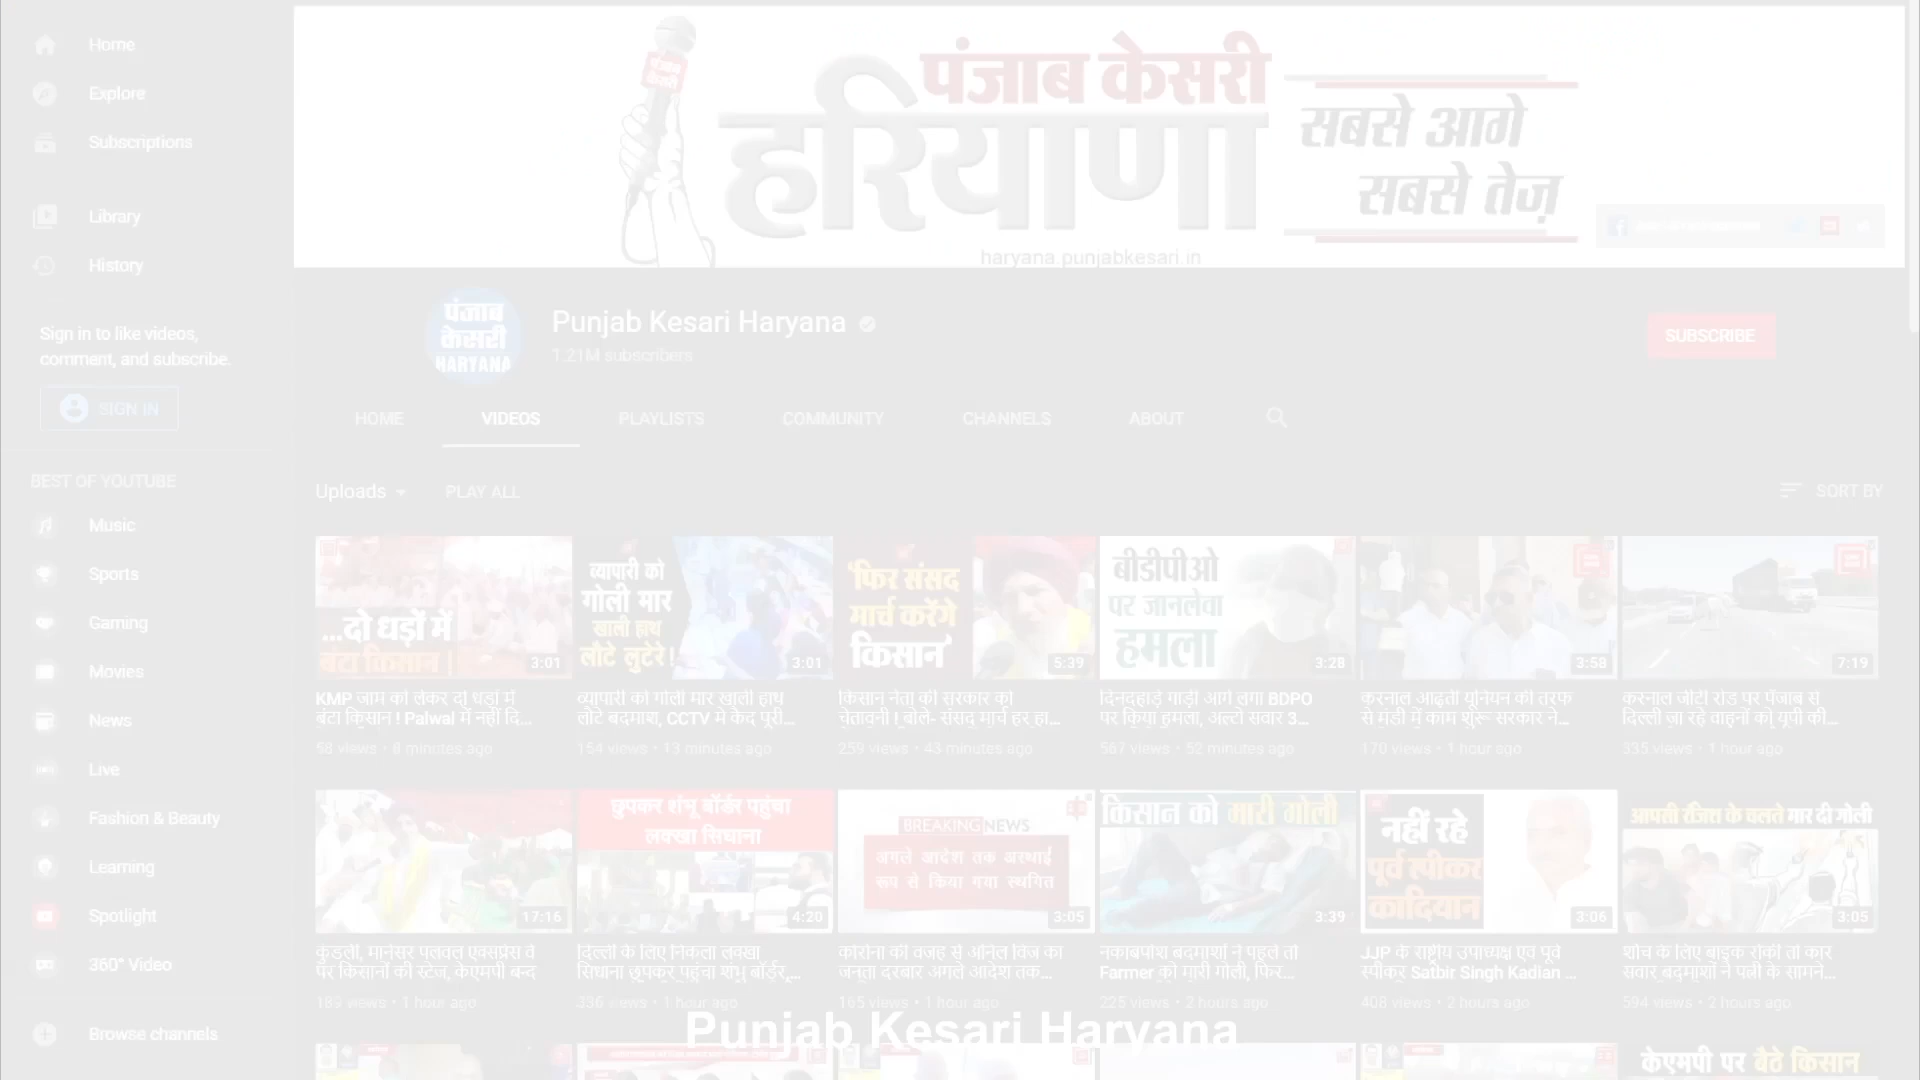 Home
Explore
Subscriptions
Library
History
Sign in to like videos,
comment, and subscribe.
SIGN IN
BEST OF YOUTUBE
Music
Sports
Gaming
Movies
News
Live
Fashion & Beauty
Learning
Spotlight
360° Video
Browse channels
पंजाब केसरी
हरियाणा
सबसे आगे
सबसे तेज़
haryana.punjabkesari.in
पंजाब
केसरी
HARYANA
Punjab Kesari Haryana
1.21M subscribers
SUBSCRIBE
HOME VIDEOS PLAYLISTS COMMUNITY CHANNELS ABOUT
Uploads PLAY ALL SORT BY
...दो धड़ों में
बंटा किसान !
3:01
KMP जाम को लेकर दो धड़ों में
बंटा किसान ! Palwal में नहीं दि...
58 views • 8 minutes ago
व्यापारी को
गोली मार
खाली हाथ
लौटे लुटेरे !
3:01
व्यापारी को गोली मार खाली हाथ
लौटे बदमाश, CCTV में कैद पूरी...
154 views • 13 minutes ago
'फिर संसद
मार्च करेंगे
किसान'
5:39
किसान नेता की सरकार को
चेतावनी ! बोले- संसद मार्च हर हा...
259 views • 43 minutes ago
बीडीपीओ
पर जानलेवा
हमला
3:28
दिनदहाड़े गाड़ी आगे लगा BDPO
पर किया हमला, अल्टो सवार 3...
567 views • 52 minutes ago
3:58
करनाल आढ़ती यूनियन की तरफ
से मंडी में काम शुरू सरकार ने...
170 views • 1 hour ago
7:19
करनाल जीटी रोड पर पंजाब से
दिल्ली जा रहे वाहनों को यूपी की...
335 views • 1 hour ago
17:16
कुंडली, मानेसर पलवल एक्सप्रेस वे
पर किसानों की स्टेज, केएमपी बन्द
189 views • 1 hour ago
छुपकर शंभू बॉर्डर पहुंचा
लक्खा सिधाना
4:20
दिल्ली के लिए निकला लक्खा
सिधाना छुपकर पहुंचा शंभू बॉर्डर,...
336 views • 1 hour ago
BREAKING NEWS
अगले आदेश तक अस्थाई
रूप से किया गया स्थगित
3:05
कोरोना की वजह से अनिल विज का
जनता दरबार अगले आदेश तक...
165 views • 1 hour ago
किसान को मारी गोली
3:39
नकाबपोश बदमाशों ने पहले तो
Farmer को मारी गोली, फिर...
225 views • 2 hours ago
नहीं रहे
पूर्व स्पीकर
कादियान
3:06
JJP के राष्ट्रीय उपाध्यक्ष एवं पूर्व
स्पीकर Satbir Singh Kadian ...
408 views • 2 hours ago
आपसी रंजिश के चलते मार दी गोली
3:05
शौच के लिए बाइक रोकी तो कार
सवार बदमाशों ने पत्नी के सामने...
594 views • 2 hours ago
केएमपी पर बैठे किसान
Punjab Kesari Haryana